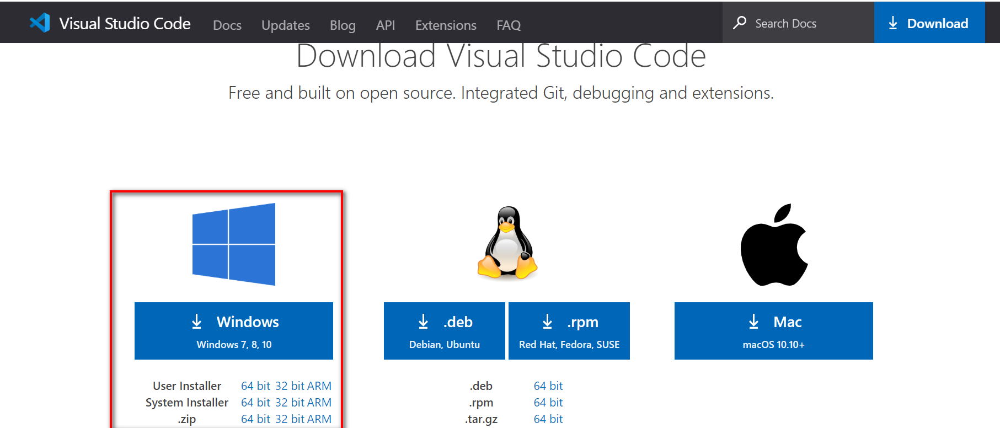 Visual Studio Code Docs Updates Blog API Extensions FAQ Search Docs Download
Download Visual Studio Code
Free and built on open source. Integrated Git, debugging and extensions.
Windows
Windows 7, 8, 10
User Installer 64 bit 32 bit ARM
System Installer 64 bit 32 bit ARM
.zip 64 bit 32 bit ARM
.deb
Debian, Ubuntu
.rpm
Red Hat, Fedora, SUSE
.deb 64 bit
.rpm 64 bit
.tar.gz 64 bit
Mac
macOS 10.10+